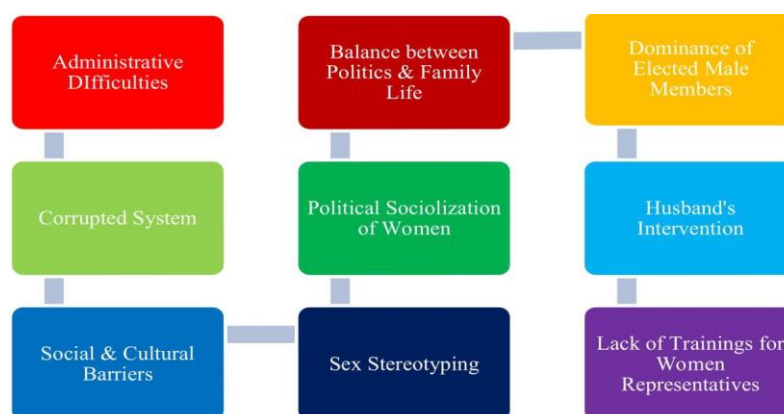 Administrative
DIfficulties
Corrupted System
Social & Cultural
Barriers
Sex Stereotyping
Political Sociolization
of Women
Balance between
Politics & Family
Life
Dominance of
Elected Male
Members
Husband's
Intervention
Lack of Trainings for
Women
Representatives